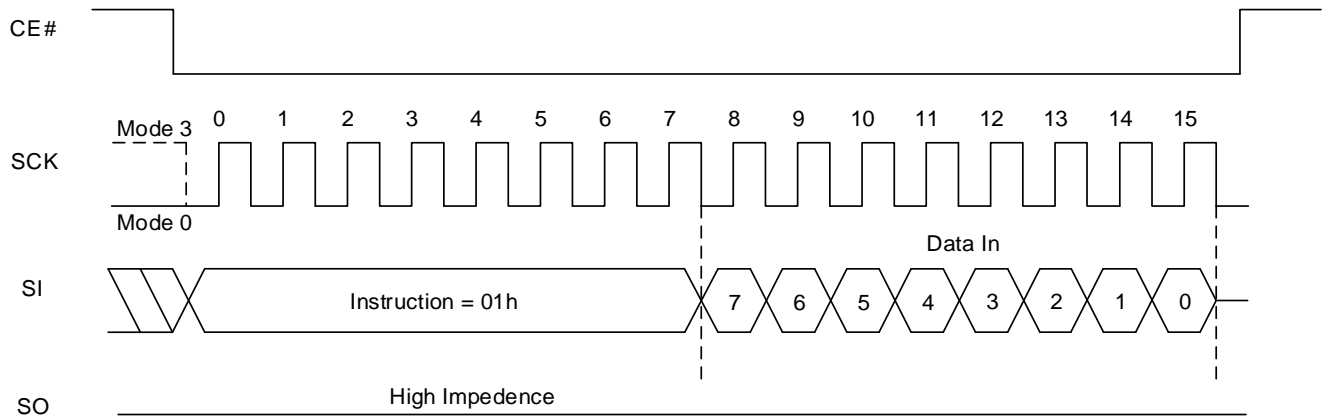 CE#
Mode 3
0 1 2 3 4 5 6 7 8 9 10 11 12 13 14 15
SCK
Mode 0
Data In
SI
Instruction = 01h
7 6 5 4 3 2 1 0
High Impedence
SO